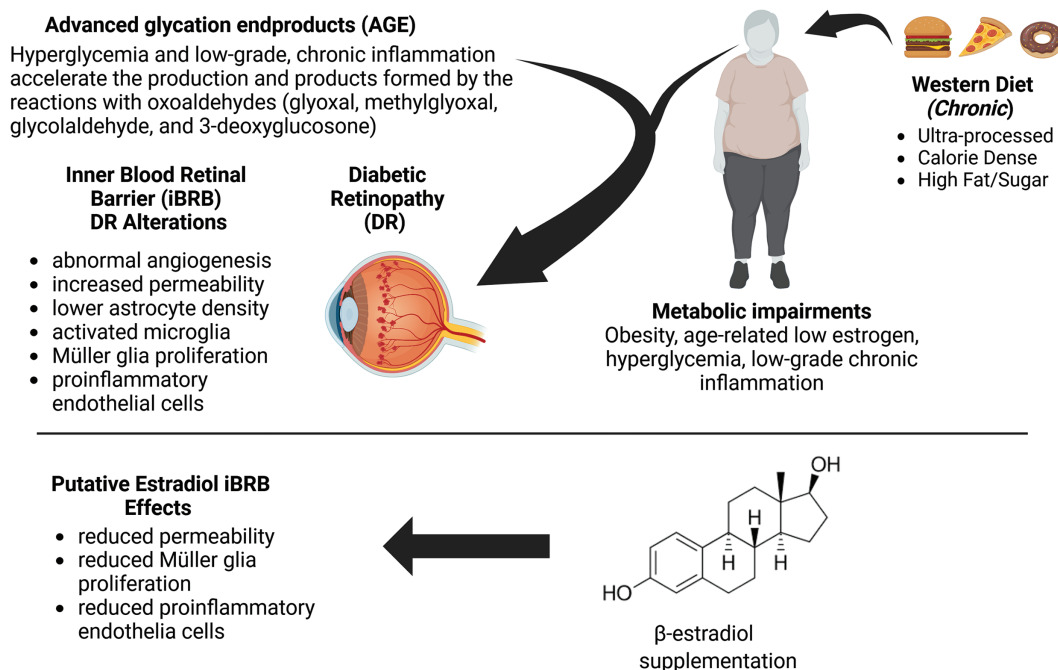 Advanced glycation endproducts (AGE)
Hyperglycemia and low-grade, chronic inflammation
accelerate the production and products formed by the
reactions with oxoaldehydes (glyoxal, methylglyoxal,
glycolaldehyde, and 3-deoxyglucosone)
Western Diet
(Chronic)
• Ultra-processed
• Calorie Dense
• High Fat/Sugar
Inner Blood Retinal
Barrier (iBRB)
DR Alterations
• abnormal angiogenesis
• increased permeability
• lower astrocyte density
• activated microglia
• Müller glia proliferation
• proinflammatory
endothelial cells
Diabetic
Retinopathy
(DR)
Metabolic impairments
Obesity, age-related low estrogen,
hyperglycemia, low-grade chronic
inflammation
Putative Estradiol iBRB
Effects
• reduced permeability
• reduced Müller glia
proliferation
• reduced proinflammatory
endothelia cells
OH
H
H
H
HO
β-estradiol
supplementation